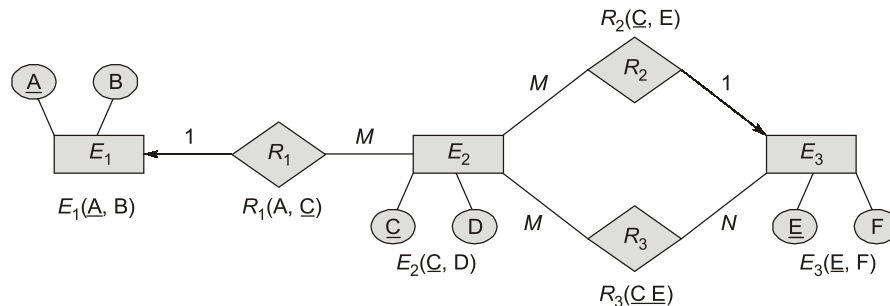 R2(C, E)
A
B
M
R2
1
E1
1
R1
M
E2
E3
E1(A, B)
R1(A, C)
C
D
M
R3
N
E
F
E2(C, D)
E3(E, F)
R3(C E)